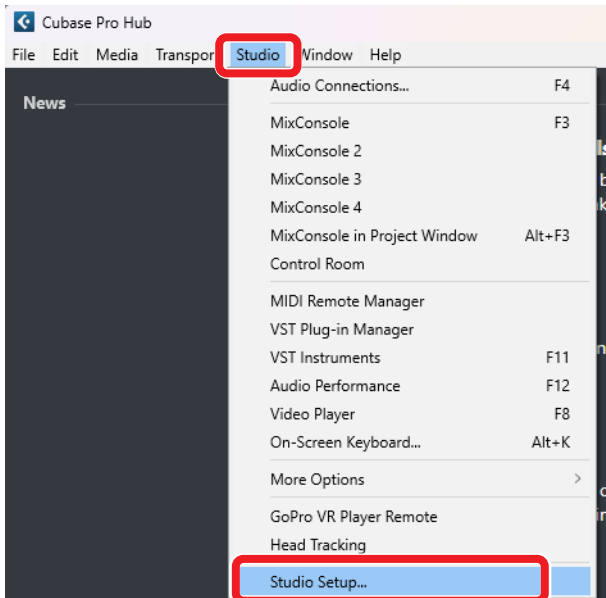 Cubase Pro Hub
File Edit Media Transpor Studio Window Help
News
Audio Connections... F4
MixConsole F3
MixConsole 2
MixConsole 3
MixConsole 4
MixConsole in Project Window Alt+F3
Control Room
MIDI Remote Manager
VST Plug-in Manager
VST Instruments F11
Audio Performance F12
Video Player F8
On-Screen Keyboard... Alt+K
More Options >
GoPro VR Player Remote
Head Tracking
Studio Setup...